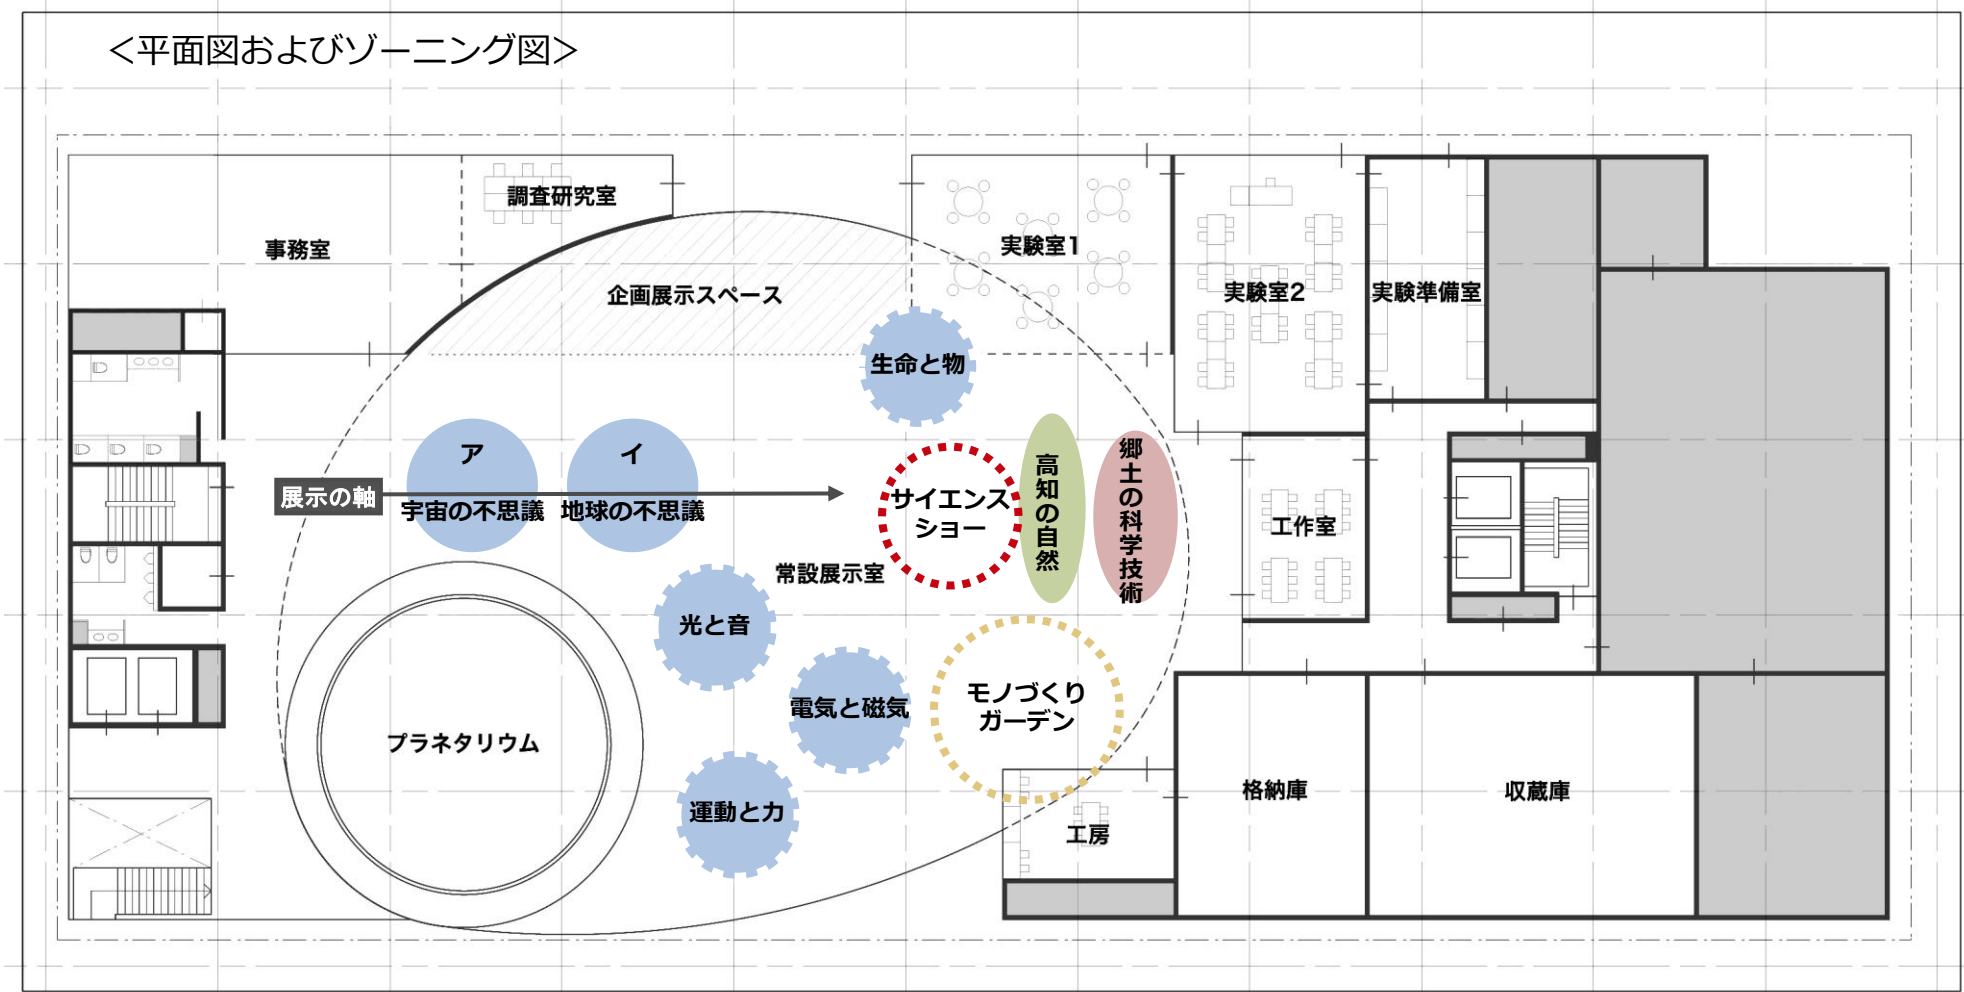 ＜平面図およびゾーニング図＞
調査研究室
事務室
企画展示スペース
実験室1
実験室2
実験準備室
生命と物
ア
イ
展示の軸
宇宙の不思議
地球の不思議
サイエンス
ショー
高知の自然
郷土の科学技術
工作室
常設展示室
光と音
電気と磁気
モノづくり
ガーデン
プラネタリウム
運動と力
工房
格納庫
収蔵庫